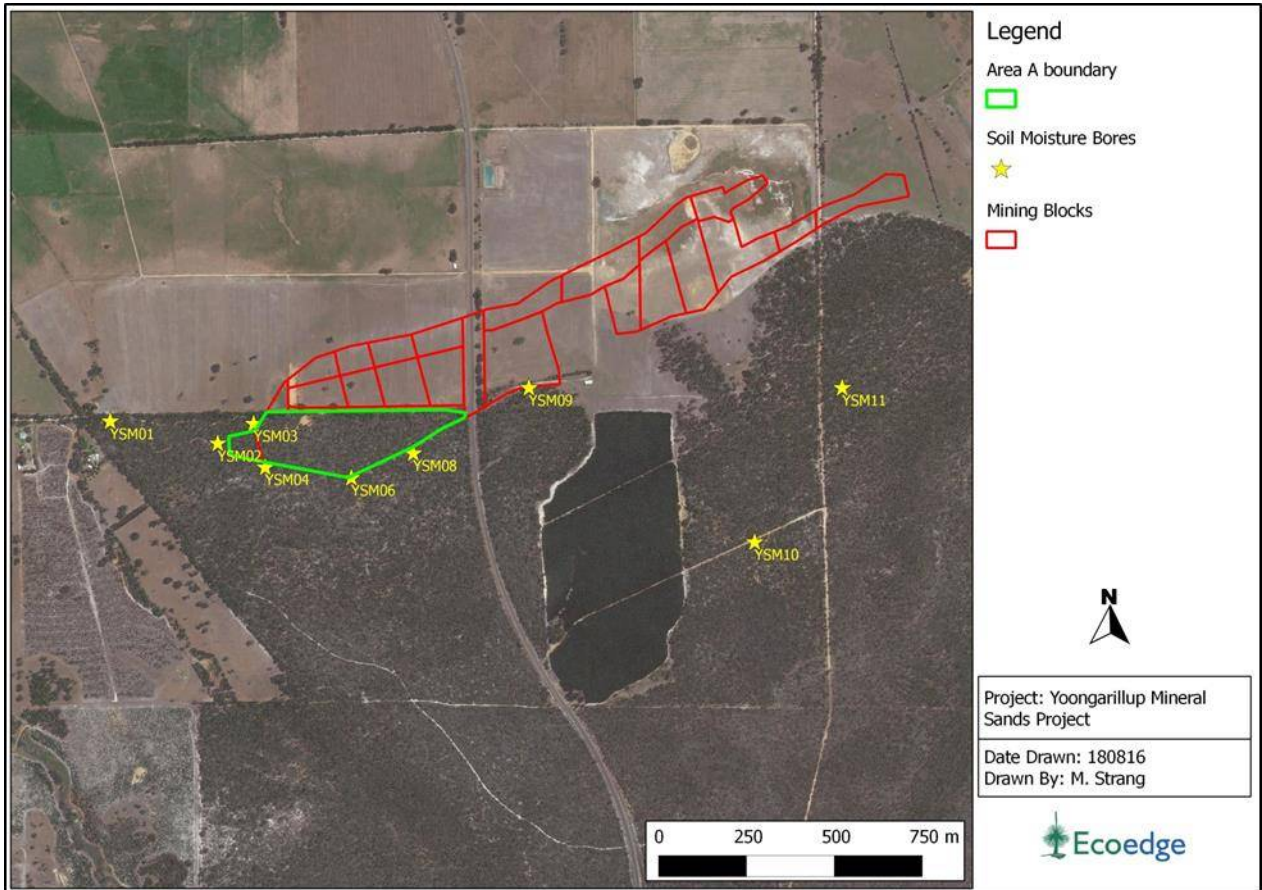 Legend
Area A boundary
Soil Moisture Bores
Mining Blocks
YSM09
YSM11
YSM01
YSM03
YSM02
YSM08
YSM04
YSM06
YSM10
N
Project: Yoongarillup Mineral
Sands Project
Date Drawn: 180816
Drawn By: M. Strang
0 250 500 750 m
Ecoedge